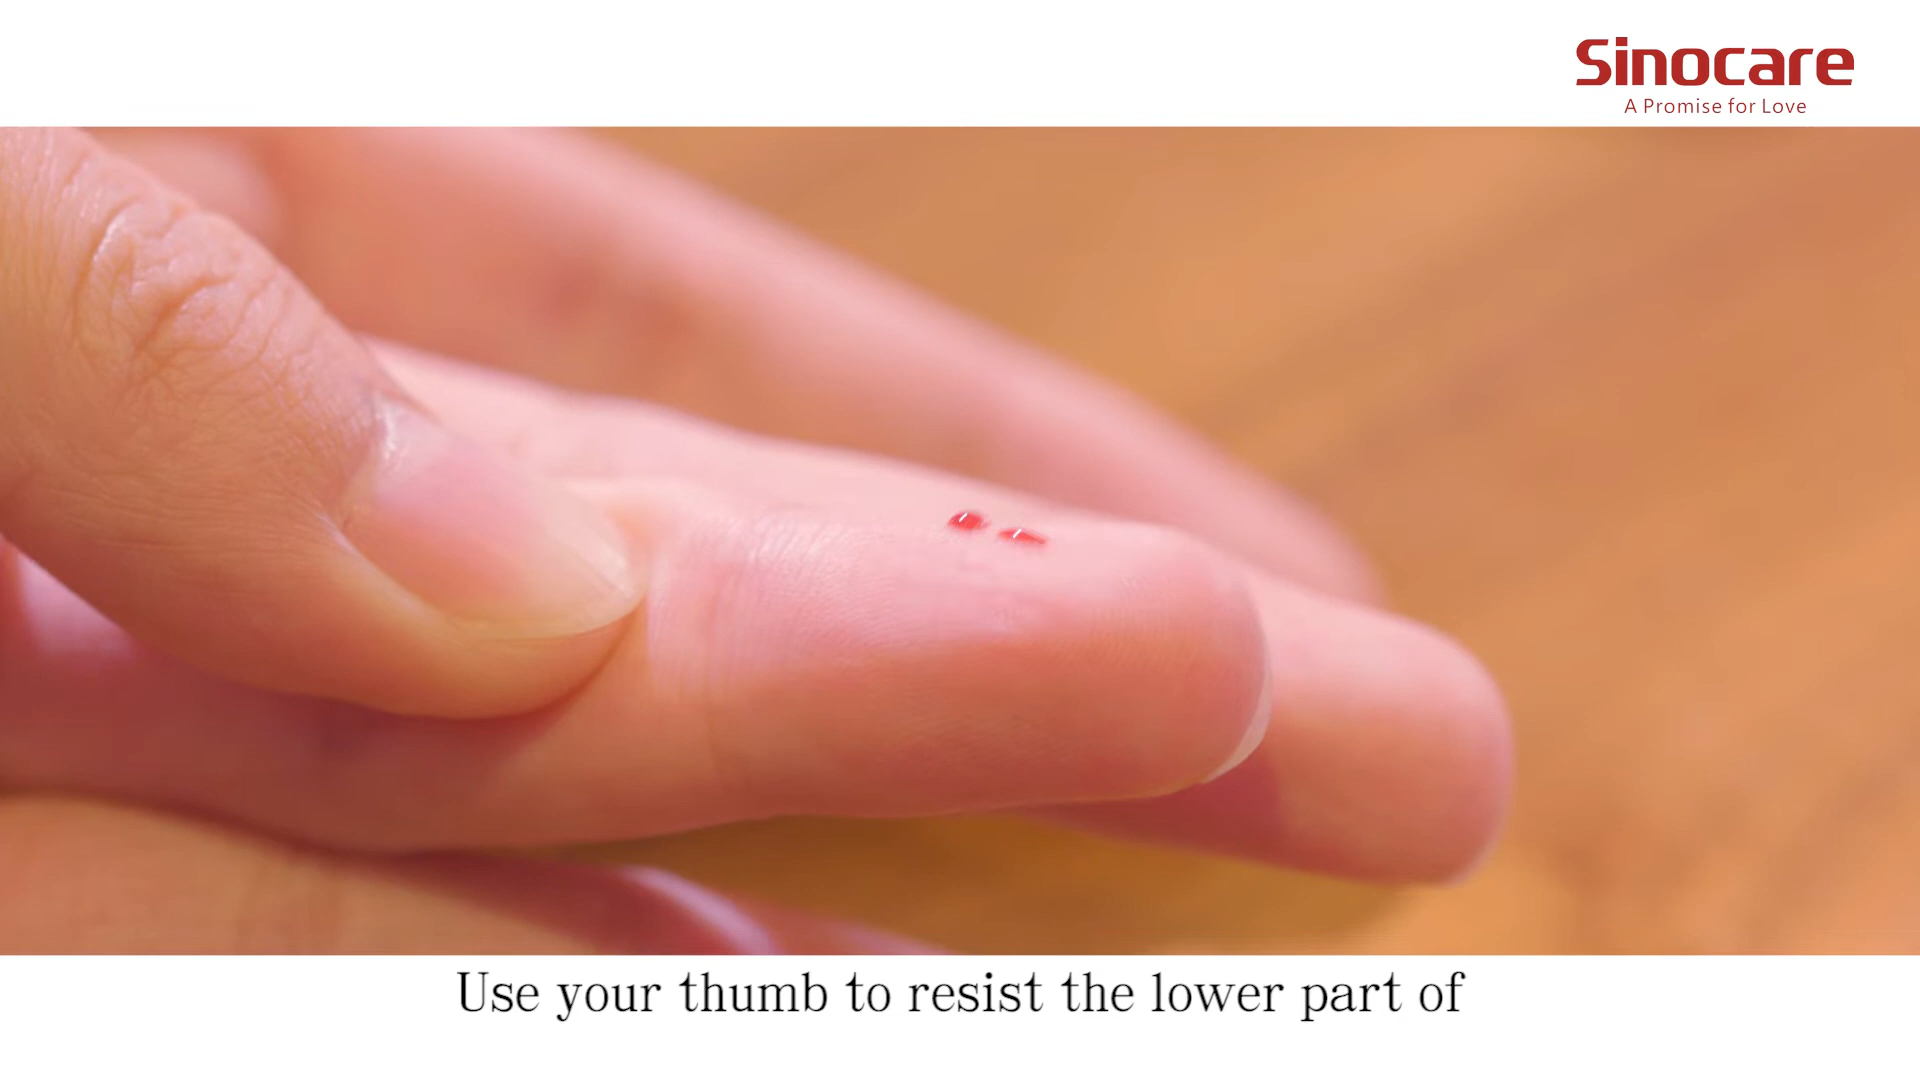 Sinocare
A Promise for Love
Use your thumb to resist the lower part of